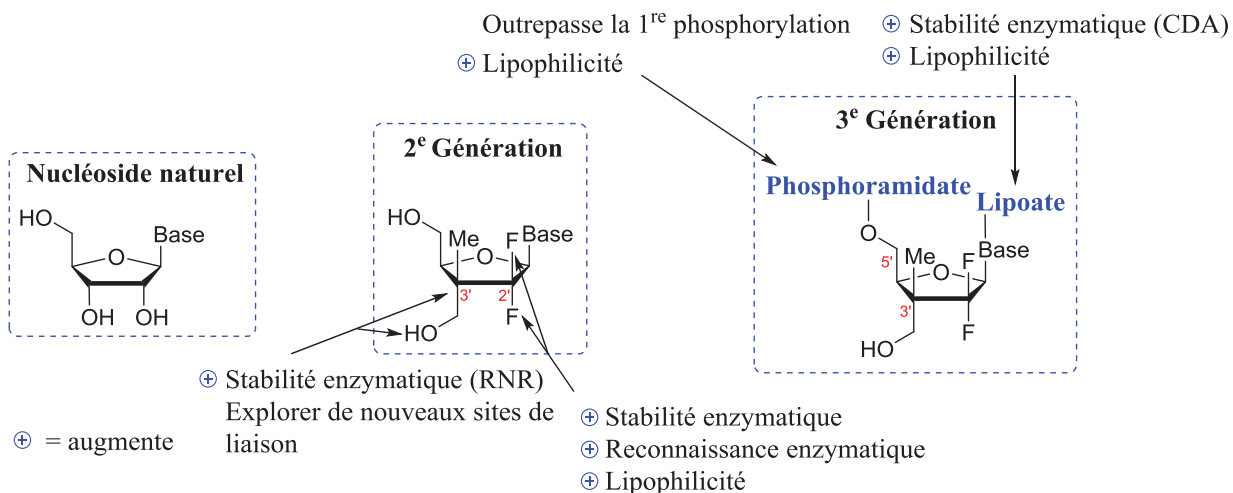 Outrepasse la 1re phosphorylation
⊕ Lipophilicité
⊕ Stabilité enzymatique (CDA)
⊕ Lipophilicité
Nucléoside naturel
HO
O
Base
OH
OH
2e Génération
HO
Me
F
Base
O
3'
2'
F
HO
3e Génération
Phosphoramidate
Lipoate
O
5'
Me
O
F
Base
3'
F
HO
⊕ Stabilité enzymatique (RNR)
Explorer de nouveaux sites de
liaison
⊕ Stabilité enzymatique
⊕ Reconnaissance enzymatique
⊕ Lipophilicité
⊕ = augmente